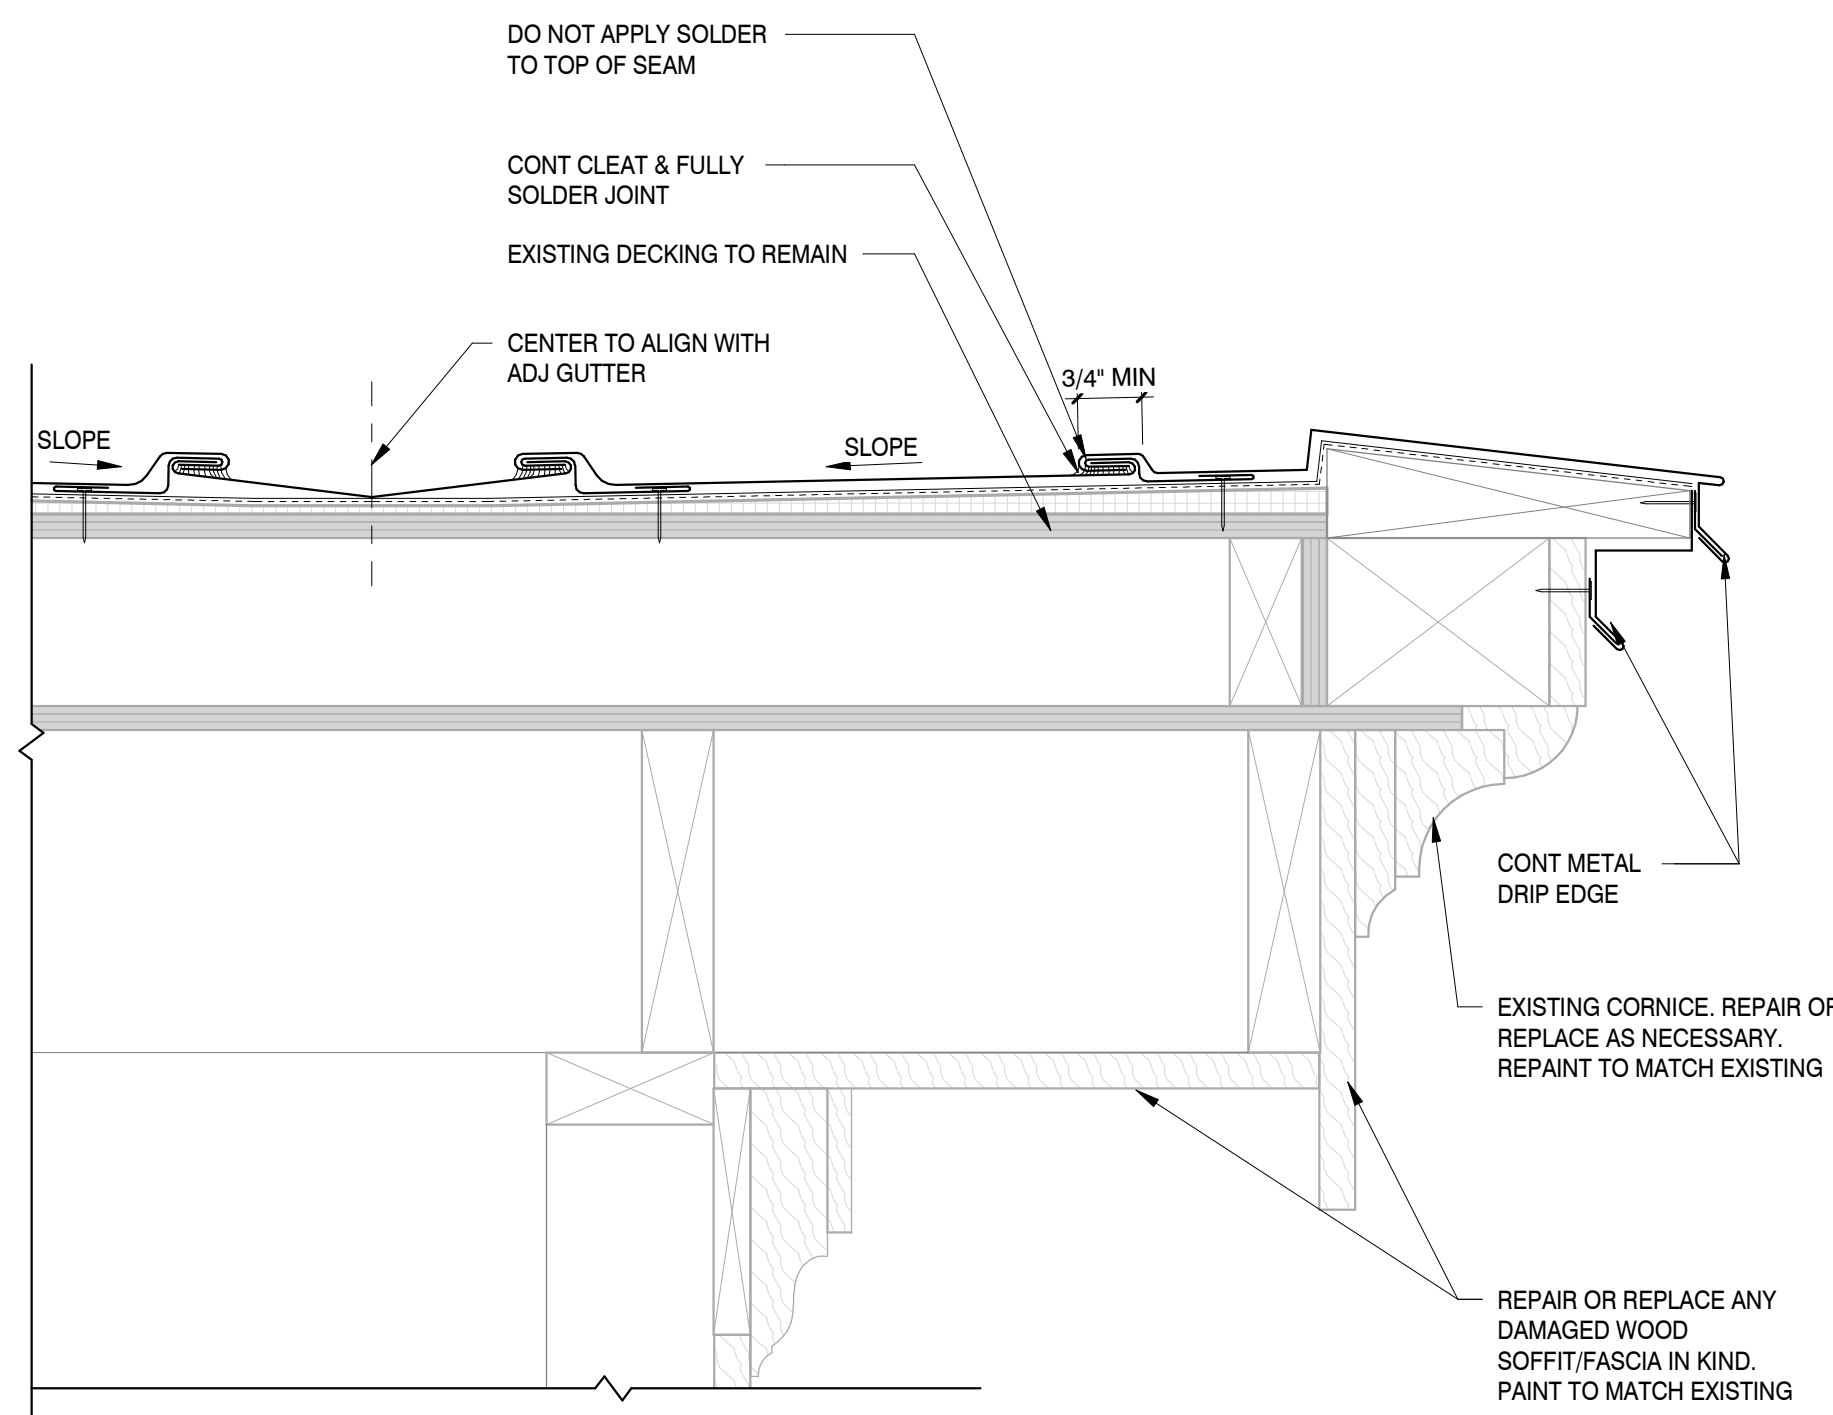 DO NOT APPLY SOLDER
TO TOP OF SEAM
CONT CLEAT & FULLY
SOLDER JOINT
EXISTING DECKING TO REMAIN
CENTER TO ALIGN WITH
ADJ GUTTER
3/4" MIN
SLOPE
SLOPE
CONT METAL
DRIP EDGE
EXISTING CORNICE. REPAIR OR
REPLACE AS NECESSARY.
REPAINT TO MATCH EXISTING
REPAIR OR REPLACE ANY
DAMAGED WOOD
SOFFIT/FASCIA IN KIND.
PAINT TO MATCH EXISTING